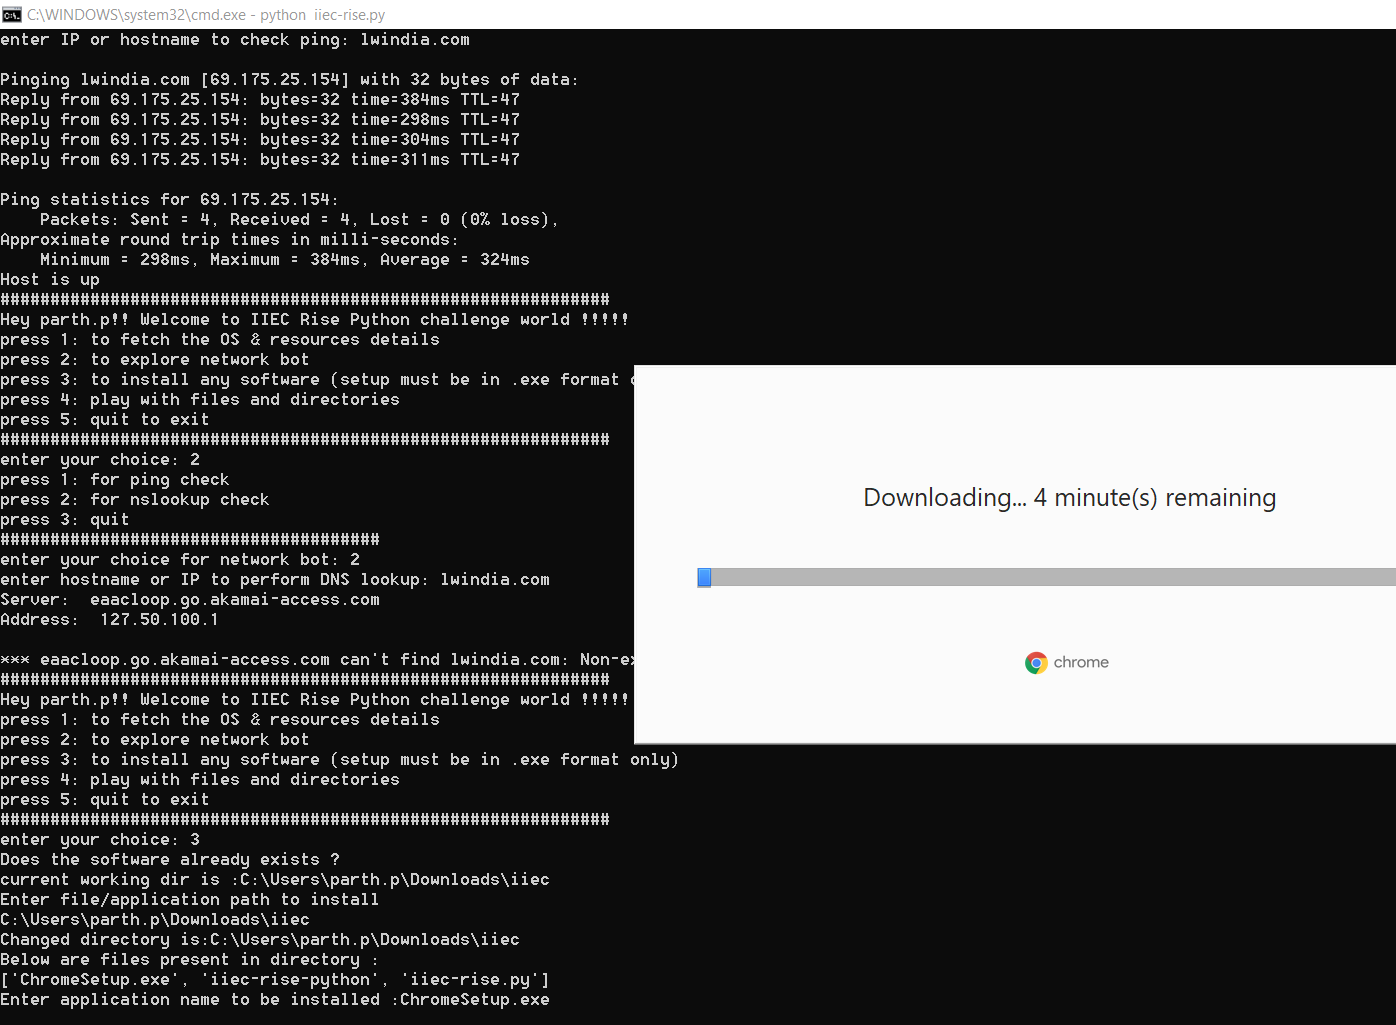 C:\WINDOWS\system32\cmd.exe - python  iiec-rise.py
enter IP or hostname to check ping: lwindia.com
Pinging lwindia.com [69.175.25.154] with 32 bytes of data:
Reply from 69.175.25.154: bytes=32 time=384ms TTL=47
Reply from 69.175.25.154: bytes=32 time=298ms TTL=47
Reply from 69.175.25.154: bytes=32 time=304ms TTL=47
Reply from 69.175.25.154: bytes=32 time=311ms TTL=47
Ping statistics for 69.175.25.154:
    Packets: Sent = 4, Received = 4, Lost = 0 (0% loss),
Approximate round trip times in milli-seconds:
    Minimum = 298ms, Maximum = 384ms, Average = 324ms
Host is up
#############################################################
Hey parth.p!! Welcome to IIEC Rise Python challenge world !!!!!
press 1: to fetch the OS & resources details
press 2: to explore network bot
press 3: to install any software (setup must be in .exe format
press 4: play with files and directories
press 5: quit to exit
#############################################################
enter your choice: 2
press 1: for ping check
press 2: for nslookup check
press 3: quit
######################################
enter your choice for network bot: 2
enter hostname or IP to perform DNS lookup: lwindia.com
Server:  eaacloop.go.akamai-access.com
Address:  127.50.100.1
*** eaacloop.go.akamai-access.com can't find lwindia.com:
#############################################################
Hey parth.p!! Welcome to IIEC Rise Python challenge world !!!!!
press 1: to fetch the OS & resources details
press 2: to explore network bot
press 3: to install any software (setup must be in .exe format only)
press 4: play with files and directories
press 5: quit to exit
#############################################################
enter your choice: 3
Does the software already exists ?
current working dir is :C:\Users\parth.p\Downloads\iiec
Enter file/application path to install
C:\Users\parth.p\Downloads\iiec
Changed directory is:C:\Users\parth.p\Downloads\iiec
Below are files present in directory :
['ChromeSetup.exe', 'iiec-rise-python', 'iiec-rise.py']
Enter application name to be installed :ChromeSetup.exe
Downloading... 4 minute(s) remaining
chrome